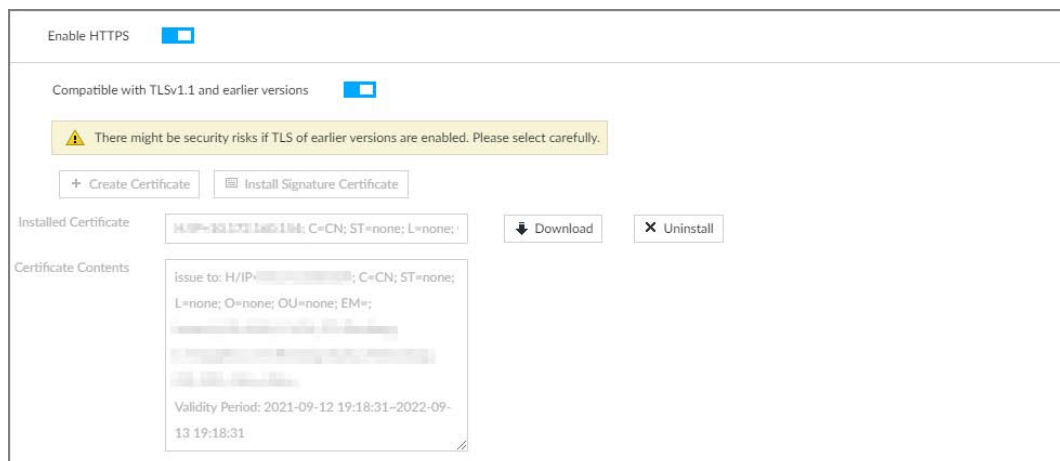 Enable HTTPS
Compatible with TLSv1.1 and earlier versions
There might be security risks if TLS of earlier versions are enabled. Please select carefully.
+ Create Certificate Install Signature Certificate
Installed Certificate C=CN; ST=none; L=none; Download Uninstall
Certificate Contents
issue to: H/IP= ; C=CN; ST=none;
L=none; O=none; OU=none; EM=;
Validity Period: 2021-09-12 19:18:31~2022-09-
13 19:18:31